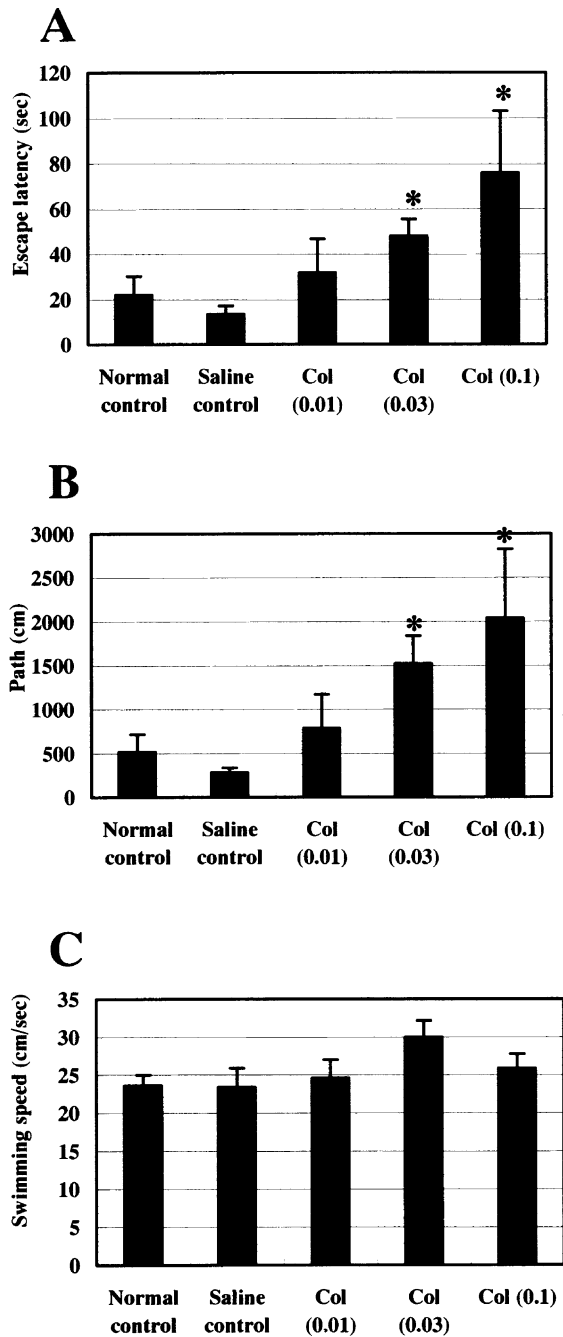 A
Escape latency (sec)
120
100
80
60
40
20
0
*
*
Normal control
Saline control
Col (0.01)
Col (0.03)
Col (0.1)
B
Path (cm)
3000
2500
2000
1500
1000
500
0
*
*
Normal control
Saline control
Col (0.01)
Col (0.03)
Col (0.1)
C
Swimming speed (cm/sec)
35
30
25
20
15
10
5
0
Normal control
Saline control
Col (0.01)
Col (0.03)
Col (0.1)